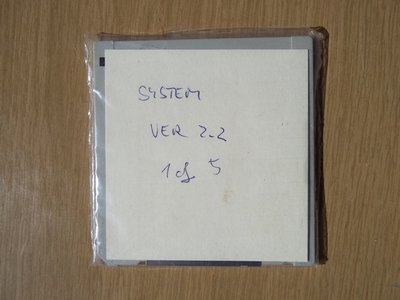 SYSTEM
VER 2.2
1 of 5